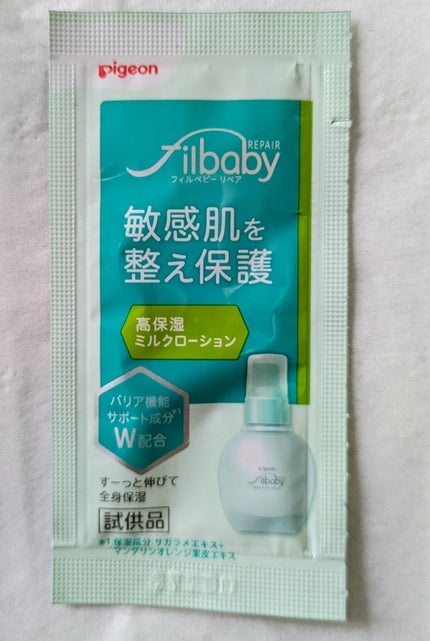 Pigeon
REPAIR
Filbaby
フィルベビーリペア
敏感肌を
整え保護
高保湿
ミルクローション
バリア機能
サポート成分*1
W配合
すーっと伸びて
全身保湿
試供品
pigeon
Filbaby
*1 保湿成分 サガラメエキス+
マンダリンオレンジ果皮エキス